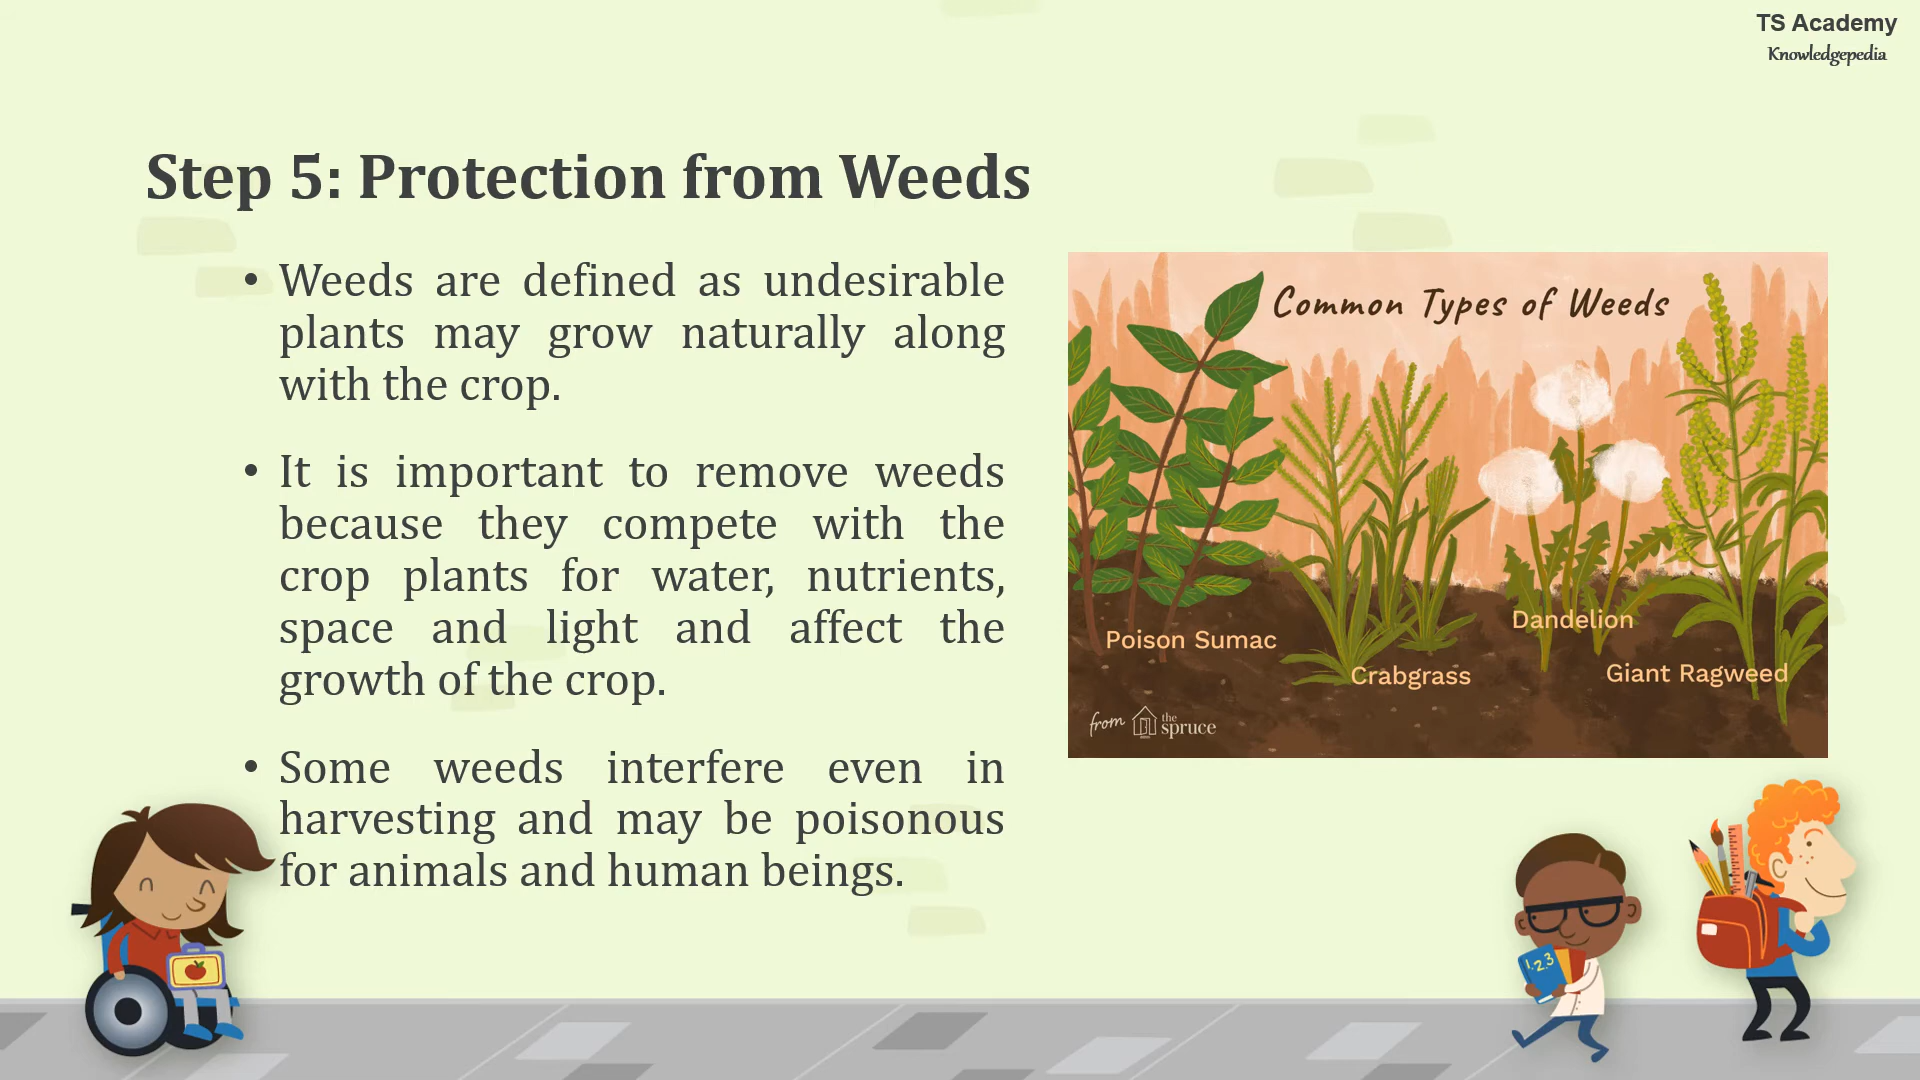 TS Academy
Knowledgepedia
Step 5: Protection from Weeds
• Weeds are defined as undesirable
plants may grow naturally along
with the crop.
• It is important to remove weeds
because they compete with the
crop plants for water, nutrients,
space and light and affect the
growth of the crop.
• Some weeds interfere even in
harvesting and may be poisonous
for animals and human beings.
Common Types of Weeds
Poison Sumac
Crabgrass
Dandelion
Giant Ragweed
from the spruce
1,2,3